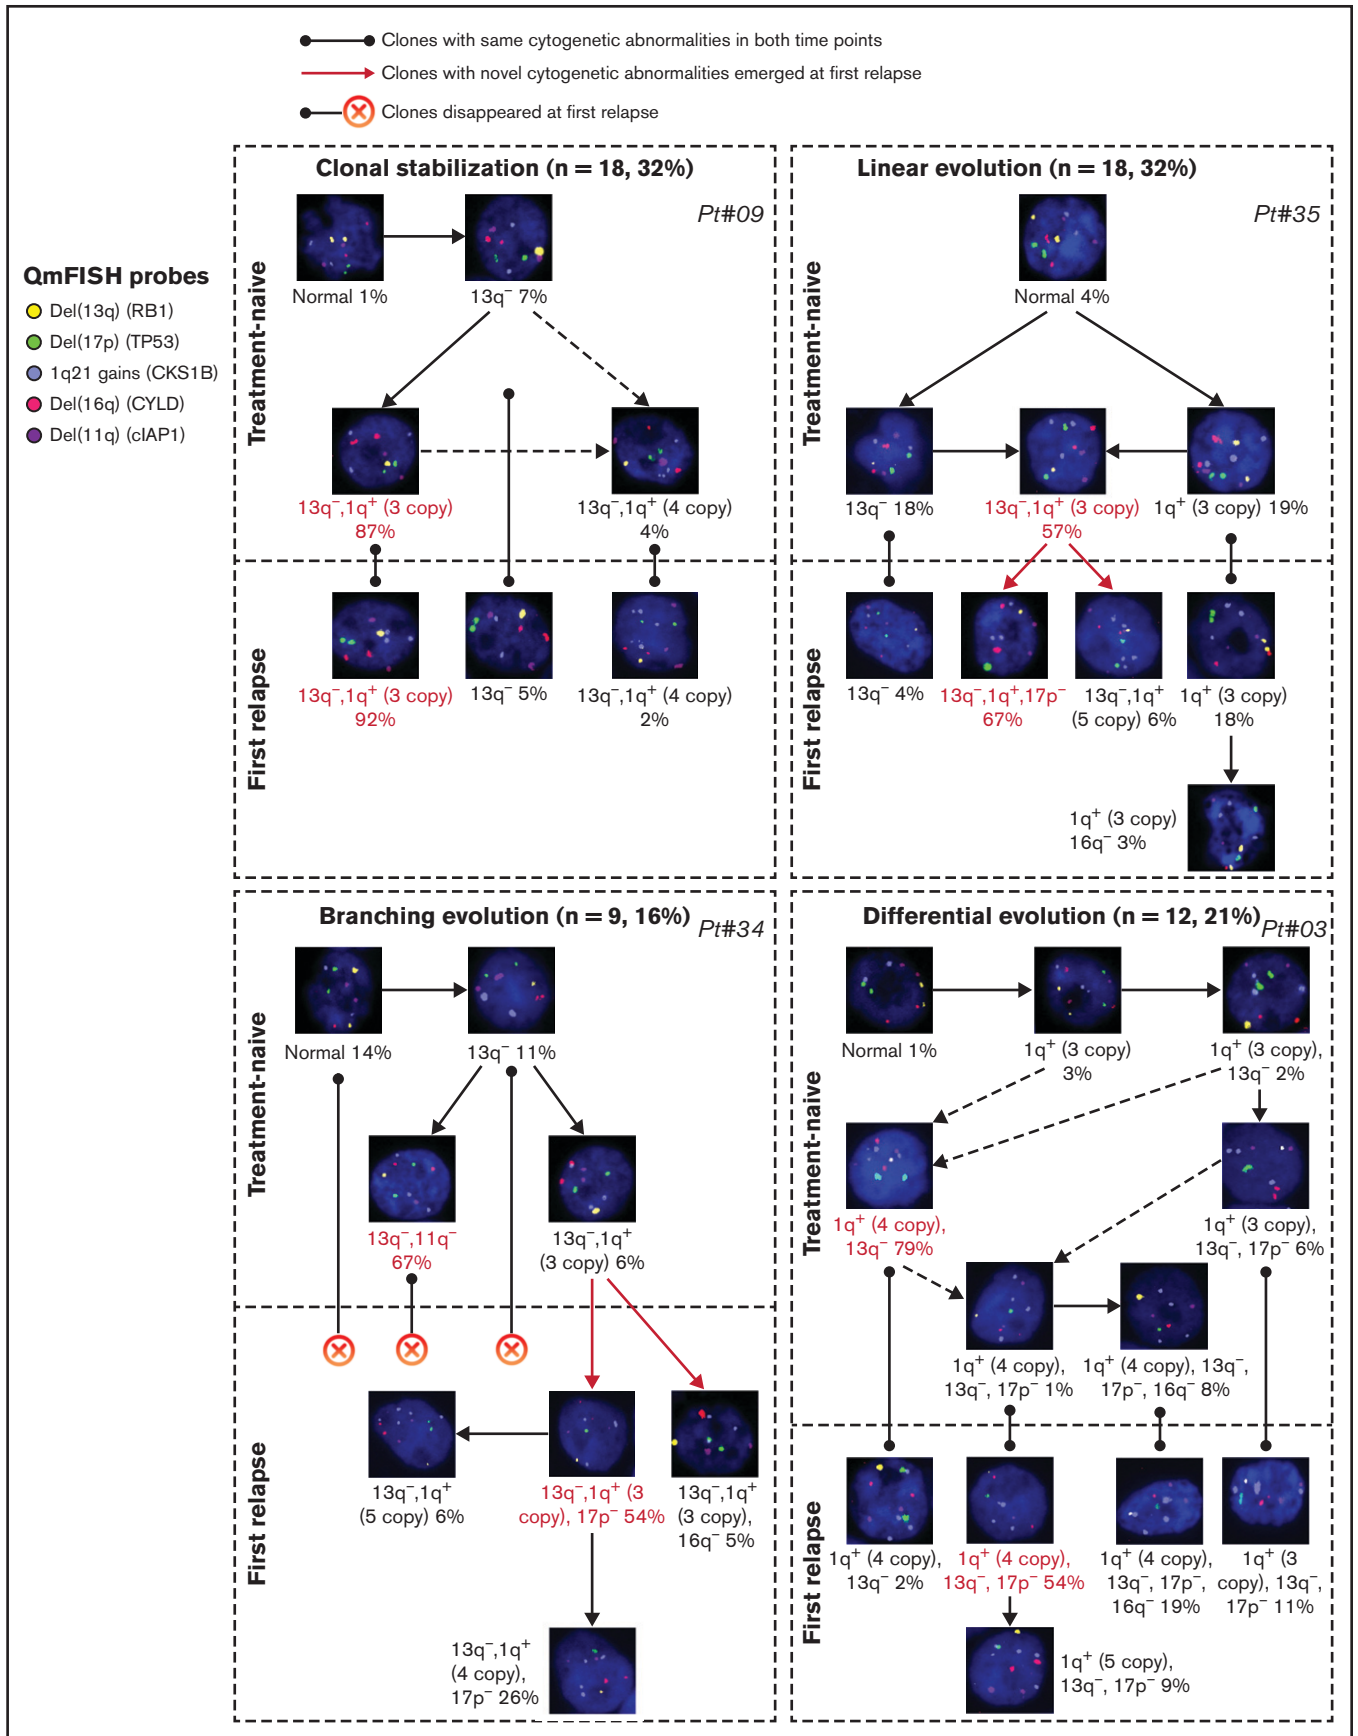 Clones with same cytogenetic abnormalities in both time points
Clones with novel cytogenetic abnormalities emerged at first relapse
Clones disappeared at first relapse
QmFISH probes
Del(13q) (RB1)
Del(17p) (TP53)
1q21 gains (CKS1B)
Del(16q) (CYLD)
Del(11q) (cIAP1)
Clonal stabilization (n = 18, 32%)
Pt#09
Treatment-naive
Normal 1%
13q⁻ 7%
13q⁻,1q⁺ (3 copy)
87%
13q⁻,1q⁺ (4 copy)
4%
First relapse
13q⁻,1q⁺ (3 copy)
92%
13q⁻ 5%
13q⁻,1q⁺ (4 copy)
2%
Linear evolution (n = 18, 32%)
Pt#35
Treatment-naive
Normal 4%
13q⁻ 18%
13q⁻,1q⁺ (3 copy)
57%
1q⁺ (3 copy) 19%
First relapse
13q⁻ 4%
13q⁻,1q⁺,17p⁻
67%
13q⁻,1q⁺
(5 copy) 6%
1q⁺ (3 copy)
18%
1q⁺ (3 copy)
16q⁻ 3%
Branching evolution (n = 9, 16%)
Pt#34
Treatment-naive
Normal 14%
13q⁻ 11%
13q⁻,11q⁻
67%
13q⁻,1q⁺
(3 copy) 6%
First relapse
13q⁻,1q⁺
(5 copy) 6%
13q⁻,1q⁺ (3
copy), 17p⁻ 54%
13q⁻,1q⁺
(3 copy),
16q⁻ 5%
13q⁻,1q⁺
(4 copy),
17p⁻ 26%
Differential evolution (n = 12, 21%)
Pt#03
Treatment-naive
Normal 1%
1q⁺ (3 copy)
3%
1q⁺ (3 copy),
13q⁻ 2%
1q⁺ (4 copy),
13q⁻ 79%
1q⁺ (3 copy),
13q⁻, 17p⁻ 6%
1q⁺ (4 copy),
13q⁻, 17p⁻ 1%
1q⁺ (4 copy), 13q⁻,
17p⁻, 16q⁻ 8%
First relapse
1q⁺ (4 copy),
13q⁻ 2%
1q⁺ (4 copy),
13q⁻, 17p⁻ 54%
1q⁺ (4 copy),
13q⁻, 17p⁻,
16q⁻ 19%
1q⁺ (3
copy), 13q⁻,
17p⁻ 11%
1q⁺ (5 copy),
13q⁻, 17p⁻ 9%